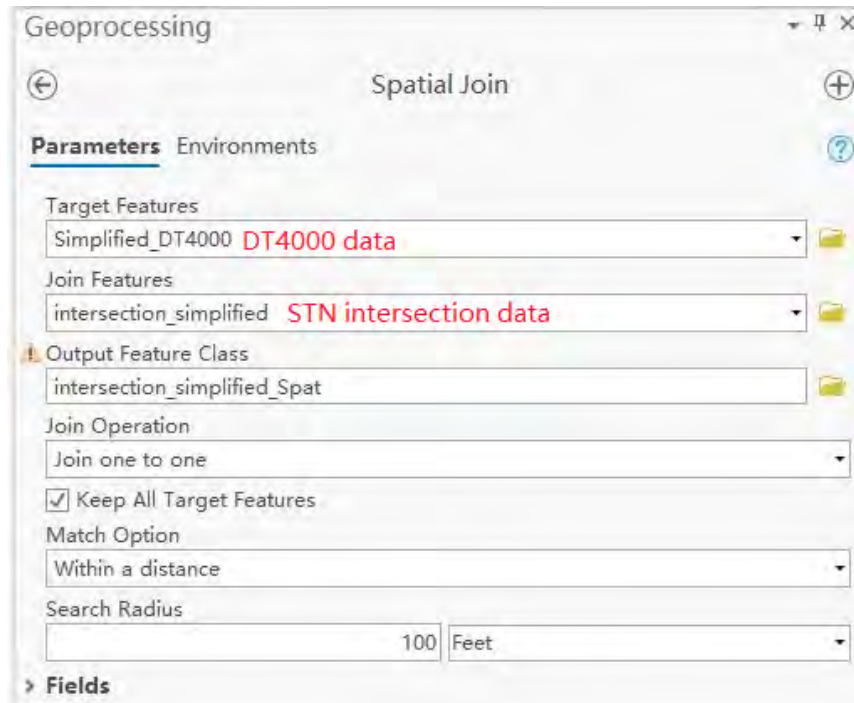 Geoprocessing
Spatial Join
Parameters Environments
Target Features
Simplified_DT4000 DT4000 data
Join Features
intersection_simplified STN intersection data
Output Feature Class
intersection_simplified_Spat
Join Operation
Join one to one
Keep All Target Features
Match Option
Within a distance
Search Radius
100 Feet
Fields